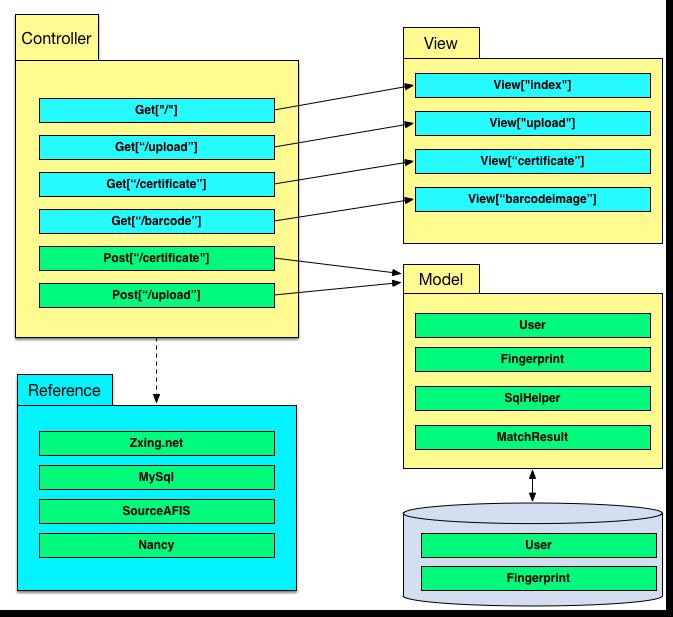 Controller
Get["/"]
Get[“/upload”]
Get[“/certificate”]
Get[“/barcode”]
Post[“/certificate"]
Post[“/upload”]
View
View["index"]
View["upload"]
View[“certificate”]
View[“barcodeimage”]
Model
User
Fingerprint
SqlHelper
MatchResult
Reference
Zxing.net
MySql
SourceAFIS
Nancy
User
Fingerprint